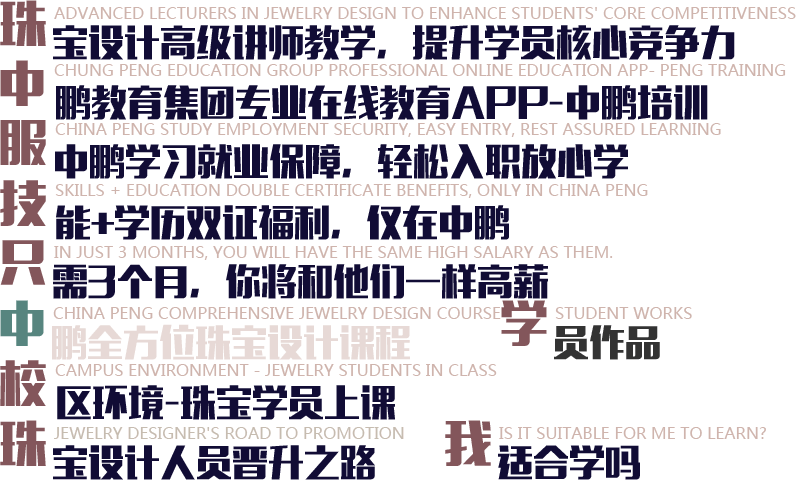 ADVANCED LECTURERS IN JEWELRY DESIGN TO ENHANCE STUDENTS' CORE COMPETITIVENESS
珠宝设计高级讲师教学，提升学员核心竞争力
CHUNG PENG EDUCATION GROUP PROFESSIONAL ONLINE EDUCATION APP- PENG TRAINING
中鹏教育集团专业在线教育APP-中鹏培训
CHINA PENG STUDY EMPLOYMENT SECURITY, EASY ENTRY, REST ASSURED LEARNING
服中鹏学习就业保障，轻松入职放心学
SKILLS + EDUCATION DOUBLE CERTIFICATE BENEFITS, ONLY IN CHINA PENG
技能+学历双证福利，仅在中鹏
IN JUST 3 MONTHS, YOU WILL HAVE THE SAME HIGH SALARY AS THEM.
只需3个月，你将和他们一样高薪
CHINA PENG COMPREHENSIVE JEWELRY DESIGN COURSE
中鹏全方位珠宝设计课程
STUDENT WORKS
学员作品
CAMPUS ENVIRONMENT - JEWELRY STUDENTS IN CLASS
校区环境-珠宝学员上课
JEWELRY DESIGNER'S ROAD TO PROMOTION
珠宝设计人员晋升之路
IS IT SUITABLE FOR ME TO LEARN?
我适合学吗